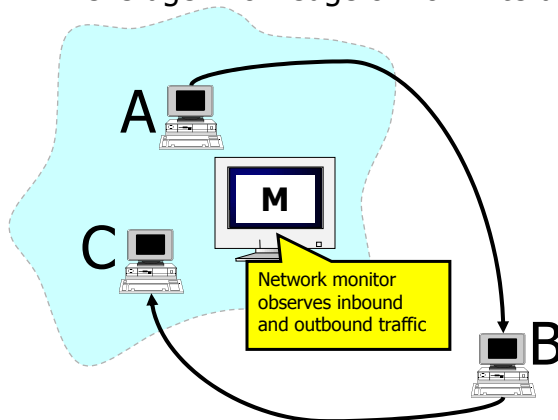 A
M
C
Network monitor
observes inbound
and outbound traffic
B